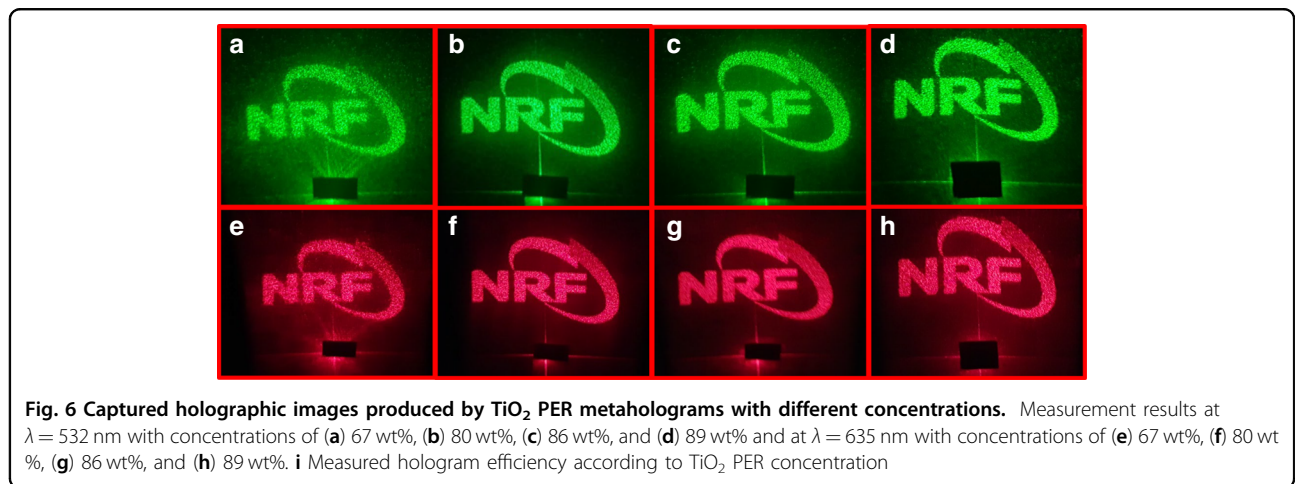 a b c d
NRF NRF NRF NRF
e f g h
NRF NRF NRF NRF
Fig. 6 Captured holographic images produced by TiO₂ PER metaholograms with different concentrations. Measurement results at
λ = 532 nm with concentrations of (a) 67 wt%, (b) 80 wt%, (c) 86 wt%, and (d) 89 wt% and at λ = 635 nm with concentrations of (e) 67 wt%, (f) 80 wt
%, (g) 86 wt%, and (h) 89 wt%. i Measured hologram efficiency according to TiO₂ PER concentration